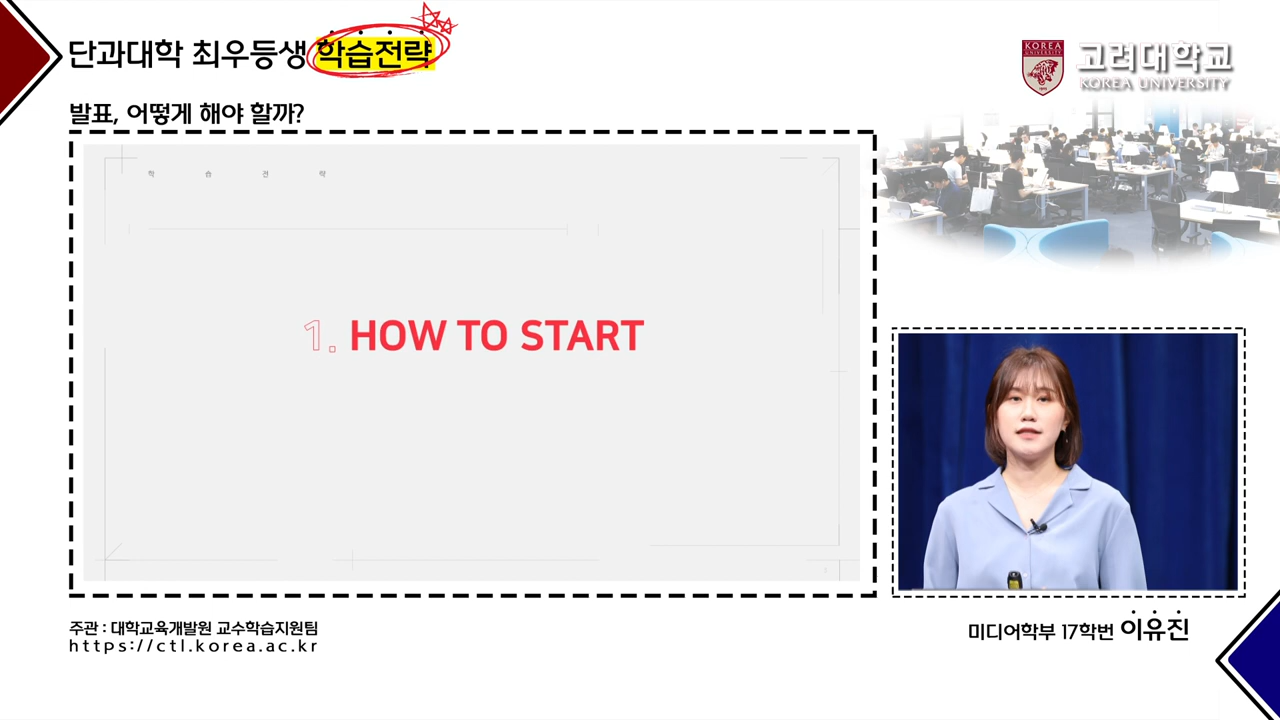 단과대학 최우등생 학습전략
KOREA
UNIVERSITY
고려대학교
KOREA UNIVERSITY
발표, 어떻게 해야 할까?
학 습 전 략
1. HOW TO START
주관 : 대학교육개발원 교수학습지원팀
https://ctl.korea.ac.kr
미디어학부 17학번 이유진